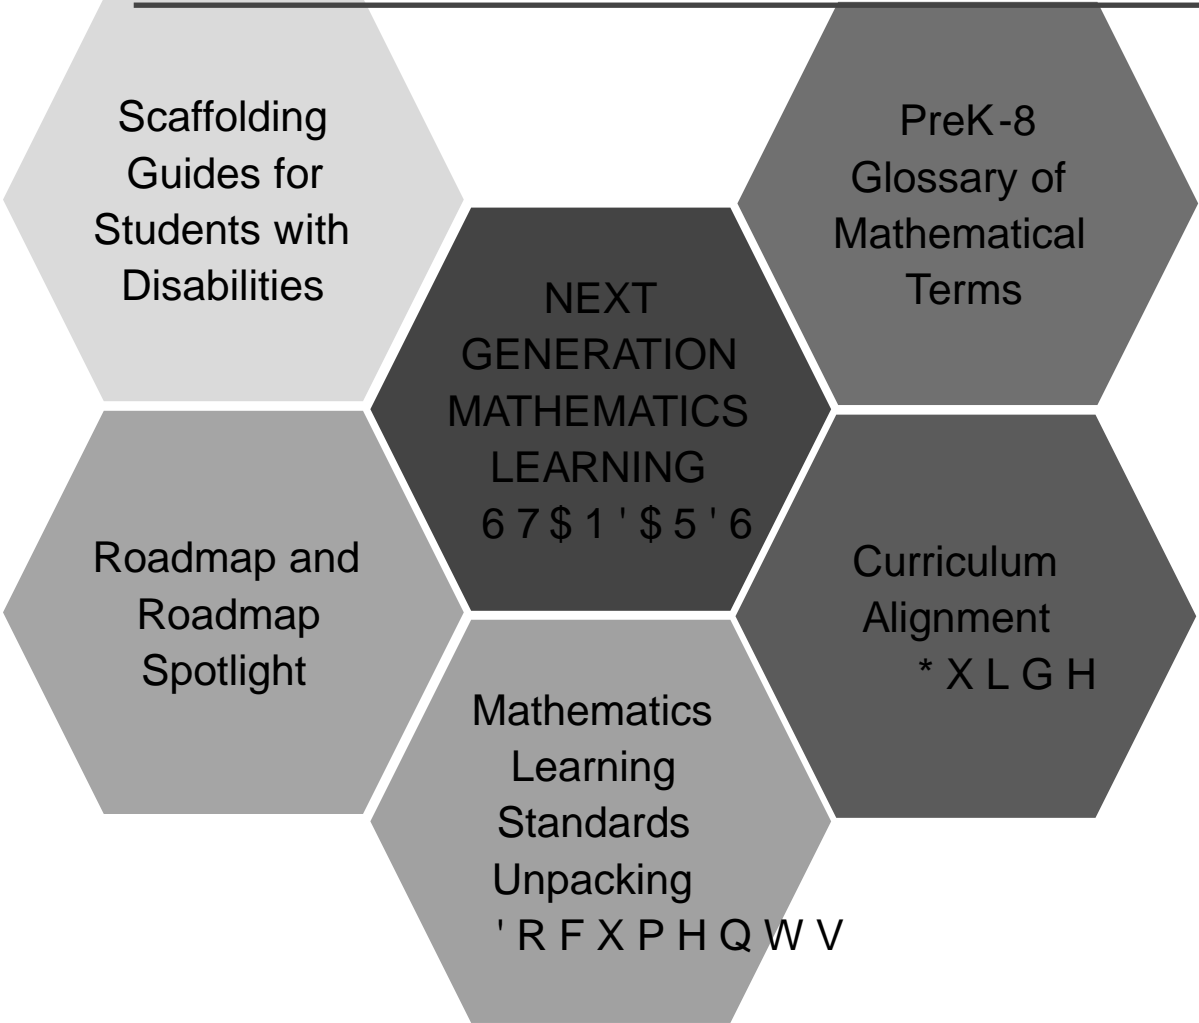 Scaffolding
Guides for
Students with
Disabilities
PreK-8
Glossary of
Mathematical
Terms
NEXT
GENERATION
MATHEMATICS
LEARNING
6 7 $ 1 ' $ 5 ' 6
Roadmap and
Roadmap
Spotlight
Curriculum
Alignment
* X L G H
Mathematics
Learning
Standards
Unpacking
' R F X P H Q W V